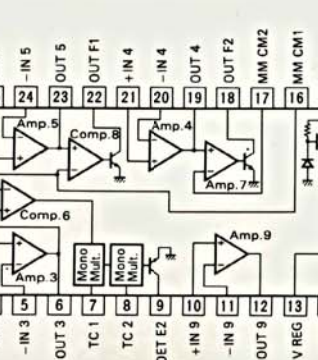 -IN 5
OUT 5
OUT F1
+IN 4
-IN 4
OUT 4
OUT F2
MM CM2
MM CM1
24 23 22 21 20 19 18 17 16
Amp.5
Comp.8
Amp.4
Amp.7
Comp.6
Amp.3
Mono Mult.
Mono Mult.
Amp.9
5 6 7 8 9 10 11 12 13
-IN 3
OUT 3
TC 1
TC 2
DET E2
+IN 9
-IN 9
OUT 9
V REG